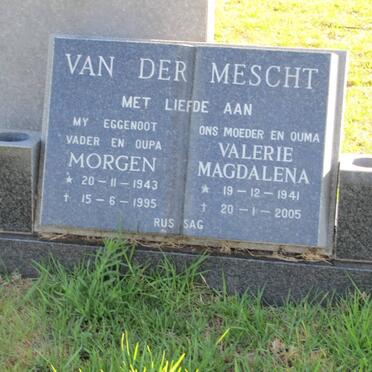 VAN DER MESCHT
MET LIEFDE AAN
MY EGGENOOT
VADER EN OUPA
MORGEN
* 20-11-1943
† 15-6-1995
ONS MOEDER EN OUMA
VALERIE
MAGDALENA
* 19-12-1941
† 20-1-2005
RUS SAG